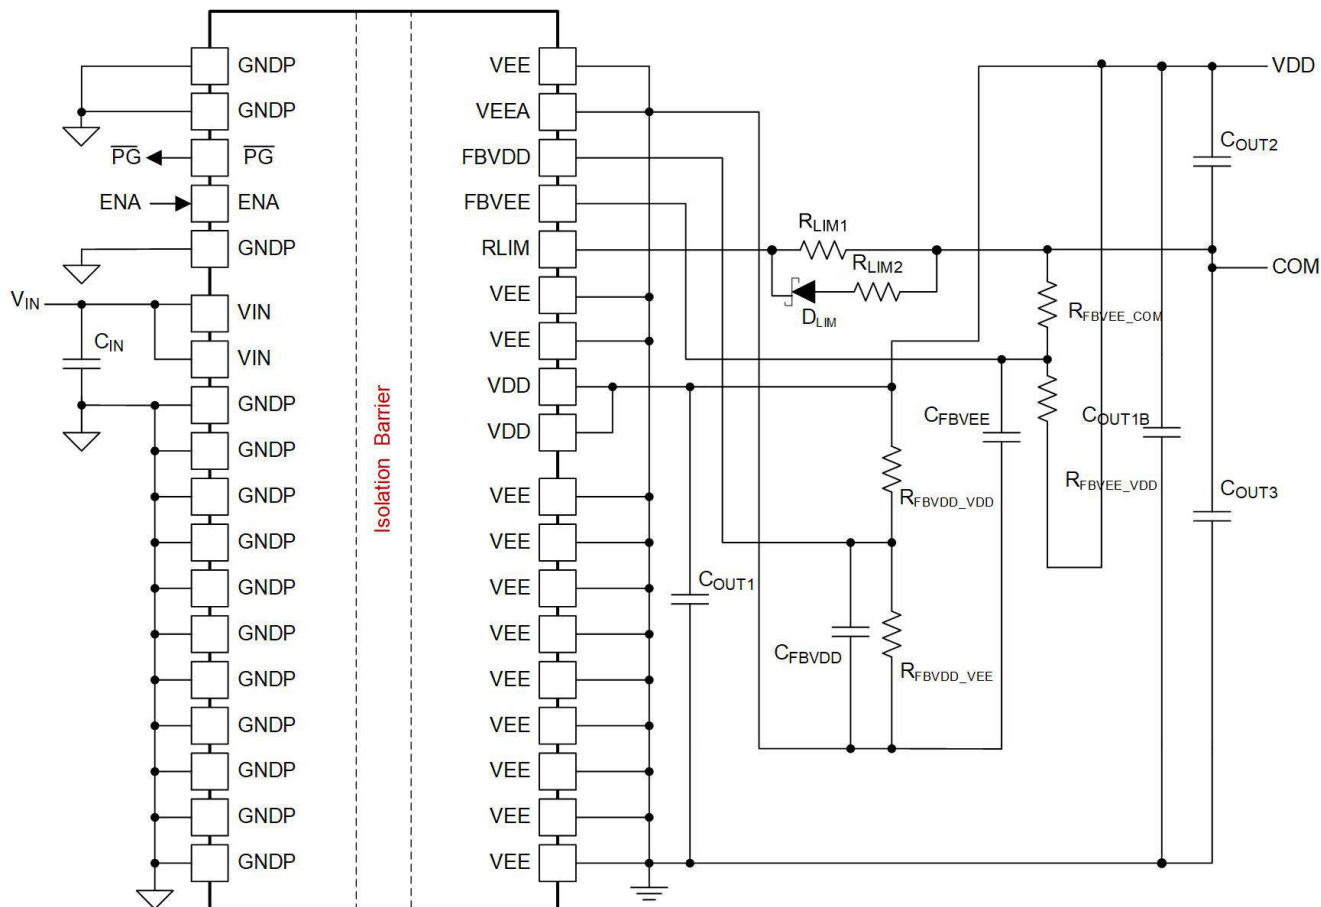 GNDP
VEE
VDD
GNDP
VEEA
COUT2
PG
PG
FBVDD
ENA
ENA
FBVEE
RLIM1
GNDP
RLIM
RLIM2
COM
VIN
VIN
VEE
DLIM
RFBVEE_COM
CIN
VIN
VEE
GNDP
VDD
CFBVEE
COUT1B
GNDP
VDD
Isolation Barrier
RFBVEE_VDD
COUT3
GNDP
VEE
RFBVDD_VDD
GNDP
VEE
GNDP
VEE
COUT1
GNDP
VEE
CFBVDD
RFBVDD_VEE
GNDP
VEE
GNDP
VEE
GNDP
VEE
GNDP
VEE
GNDP
VEE